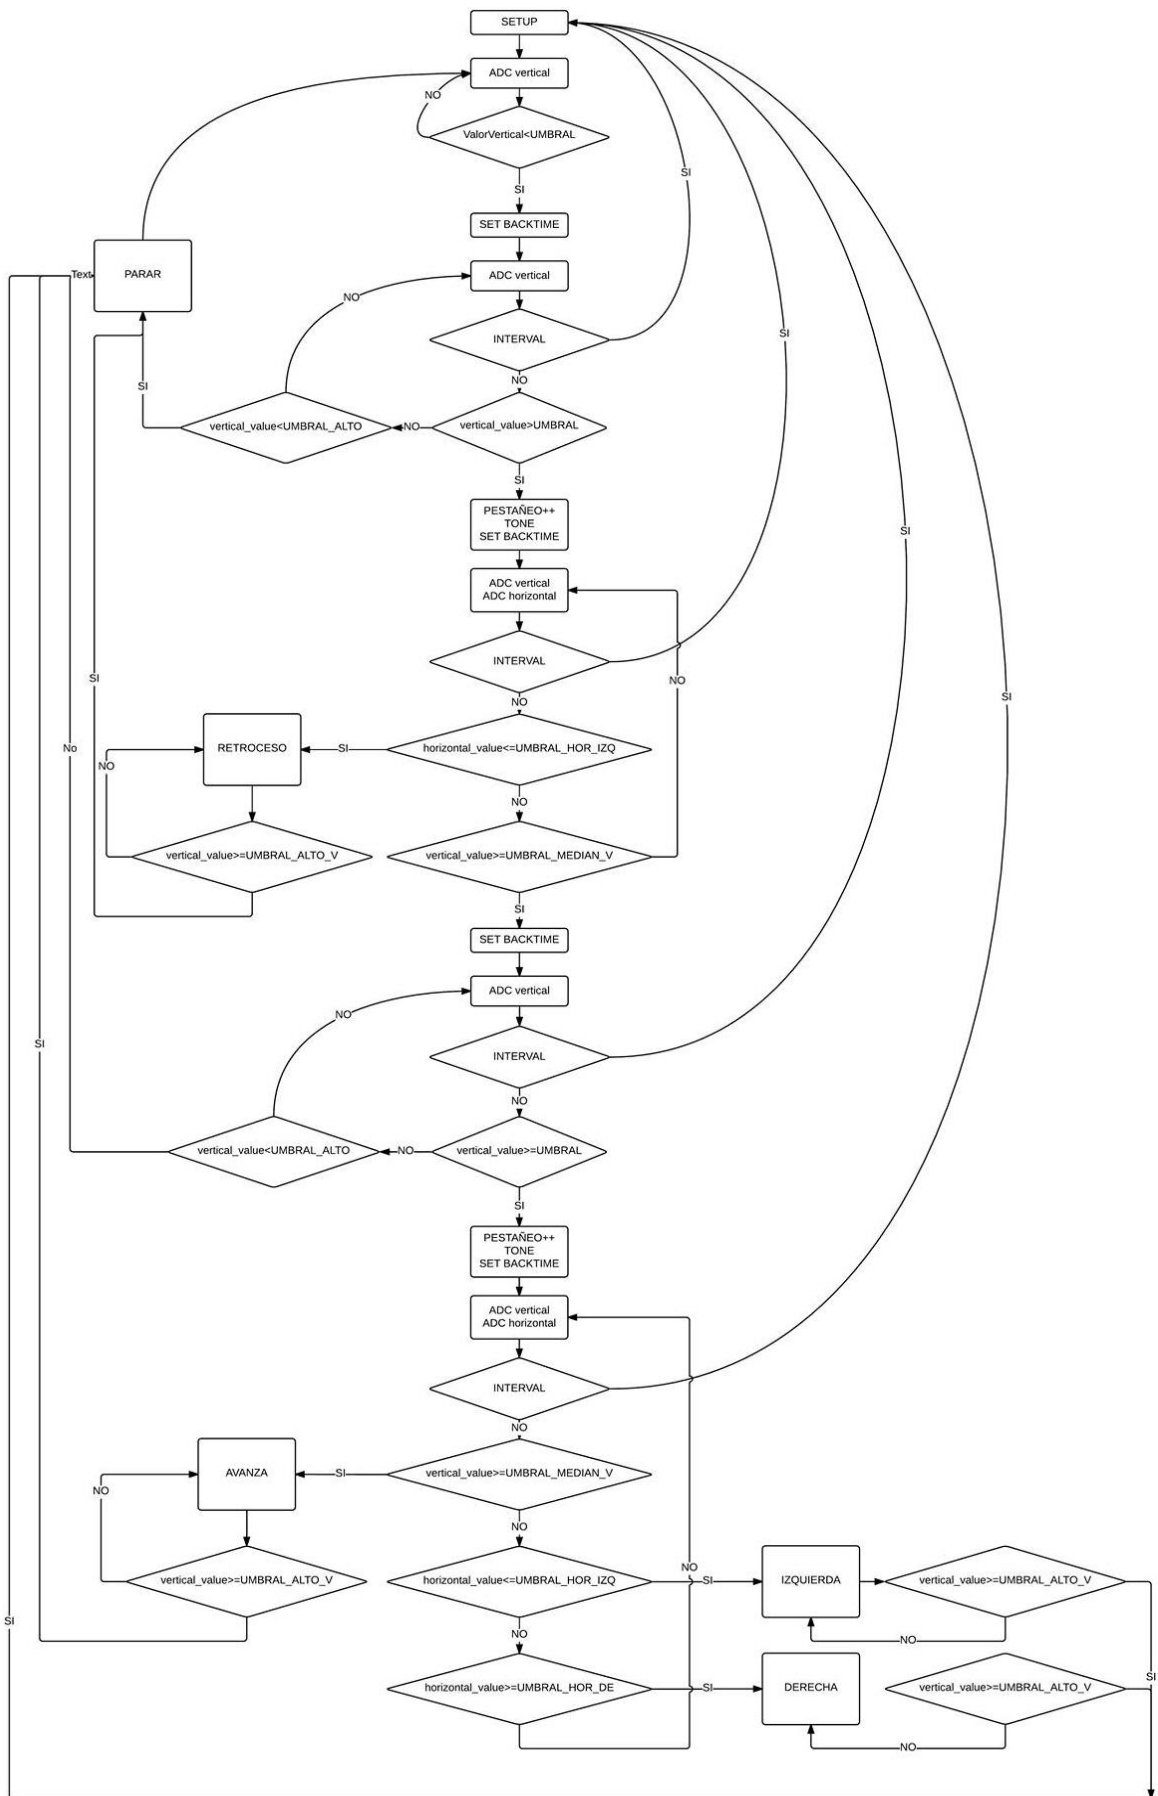 SETUP
ADC vertical
NO
ValorVertical<UMBRAL
SI
SI
SET BACKTIME
Text
PARAR
ADC vertical
NO
SI
INTERVAL
NO
SI
vertical_value<UMBRAL_ALTO
NO
vertical_value>UMBRAL
SI
PESTAÑEO++
TONE
SET BACKTIME
SI
ADC vertical
ADC horizontal
INTERVAL
SI
NO
SI
NO
No
RETROCESO
SI
horizontal_value<=UMBRAL_HOR_IZQ
NO
NO
vertical_value>=UMBRAL_ALTO_V
vertical_value>=UMBRAL_MEDIAN_V
SI
SET BACKTIME
ADC vertical
NO
SI
INTERVAL
NO
vertical_value<UMBRAL_ALTO
NO
vertical_value>=UMBRAL
SI
PESTAÑEO++
TONE
SET BACKTIME
ADC vertical
ADC horizontal
INTERVAL
NO
AVANZA
SI
vertical_value>=UMBRAL_MEDIAN_V
NO
NO
NO
vertical_value>=UMBRAL_ALTO_V
horizontal_value<=UMBRAL_HOR_IZQ
SI
IZQUIERDA
vertical_value>=UMBRAL_ALTO_V
SI
NO
NO
SI
horizontal_value>=UMBRAL_HOR_DE
SI
DERECHA
vertical_value>=UMBRAL_ALTO_V
NO